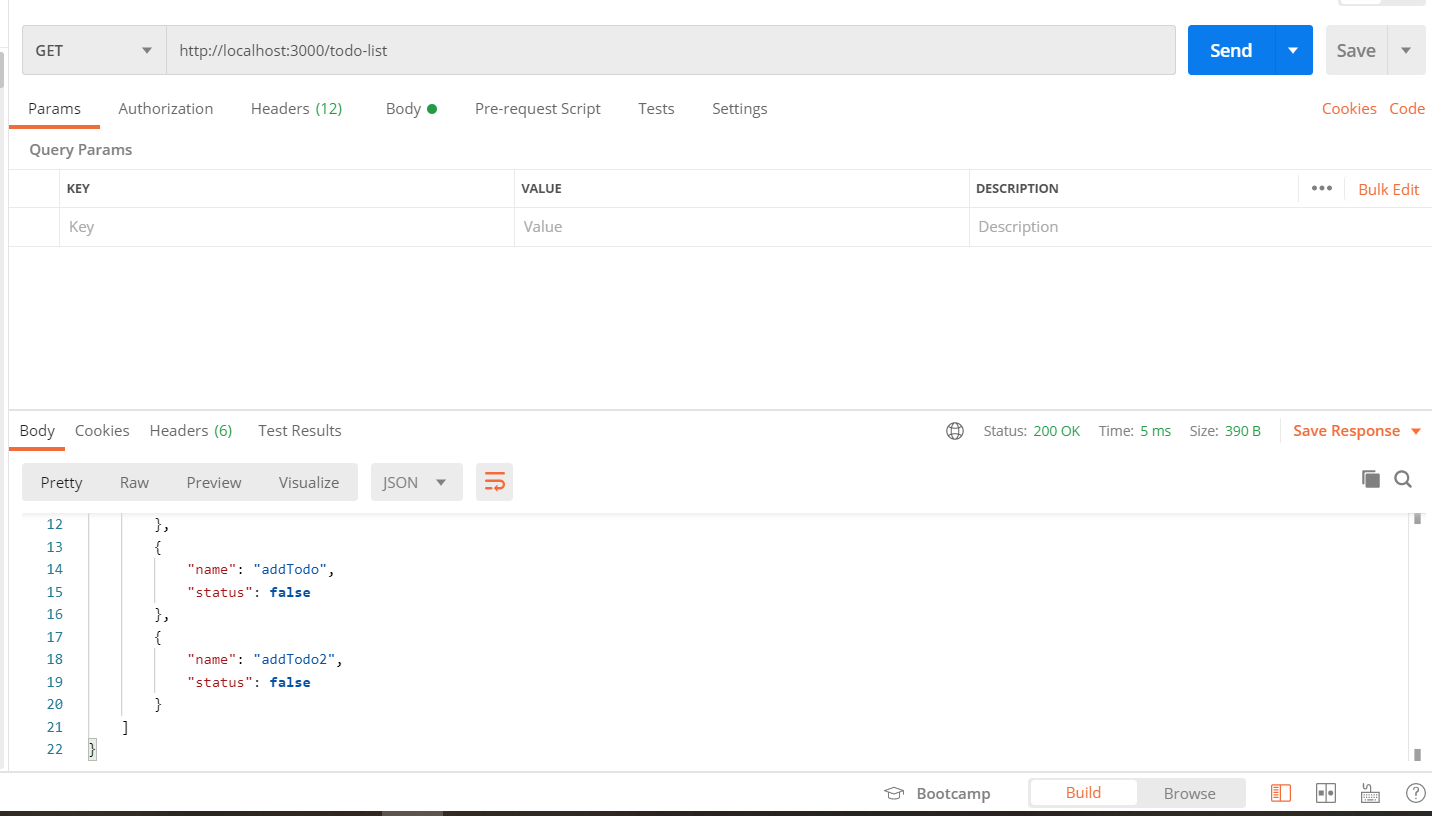 GET http://localhost:3000/todo-list Send Save
Params Authorization Headers (12) Body Pre-request Script Tests Settings Cookies Code
Query Params
KEY VALUE DESCRIPTION ••• Bulk Edit
Key Value Description
Body Cookies Headers (6) Test Results Status: 200 OK Time: 5 ms Size: 390 B Save Response
Pretty Raw Preview Visualize JSON
12 },
13 {
14 "name": "addTodo",
15 "status": false
16 },
17 {
18 "name": "addTodo2",
19 "status": false
20 }
21 ]
22 }
Bootcamp Build Browse ?